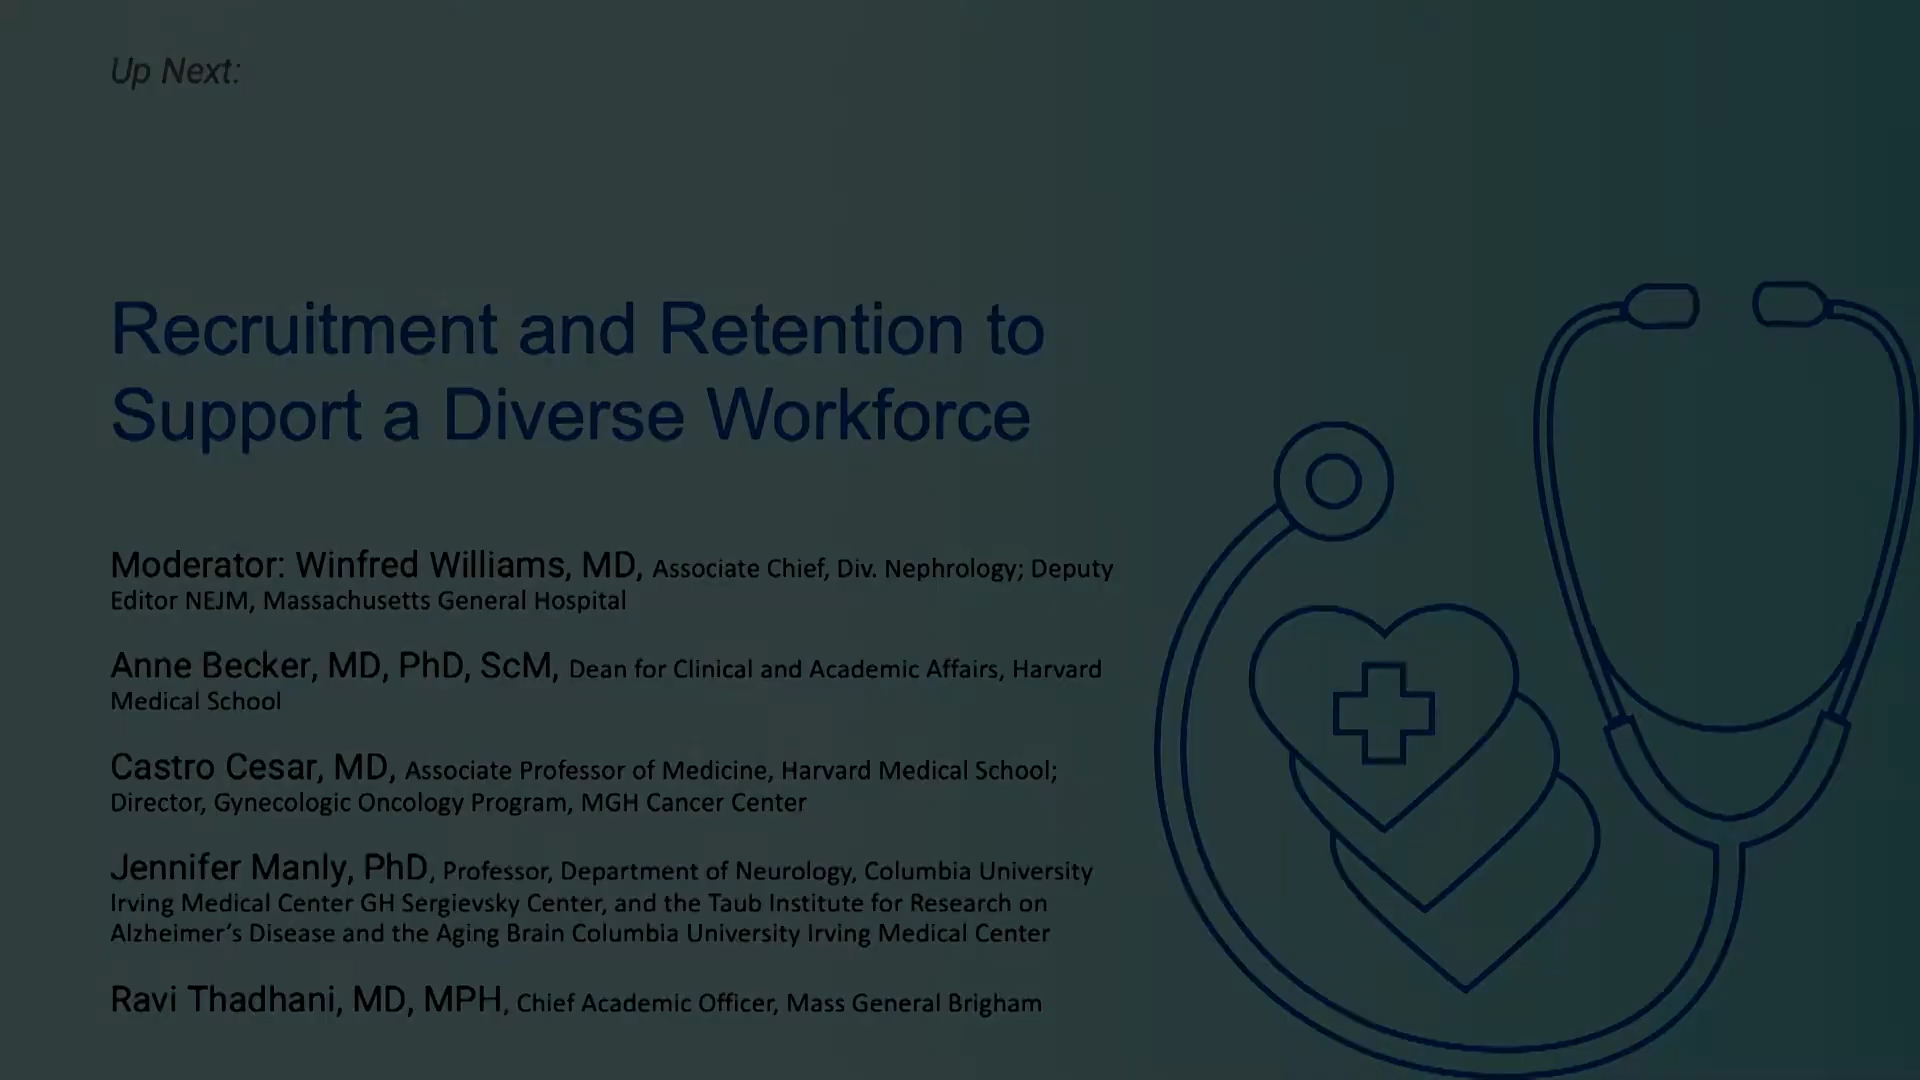 Up Next:
Recruitment and Retention to
Support a Diverse Workforce
Moderator: Winfred Williams, MD, Associate Chief, Div. Nephrology; Deputy
Editor NEJM, Massachusetts General Hospital
Anne Becker, MD, PhD, ScM, Dean for Clinical and Academic Affairs, Harvard
Medical School
Castro Cesar, MD, Associate Professor of Medicine, Harvard Medical School;
Director, Gynecologic Oncology Program, MGH Cancer Center
Jennifer Manly, PhD, Professor, Department of Neurology, Columbia University
Irving Medical Center GH Sergievsky Center, and the Taub Institute for Research on
Alzheimer’s Disease and the Aging Brain Columbia University Irving Medical Center
Ravi Thadhani, MD, MPH, Chief Academic Officer, Mass General Brigham